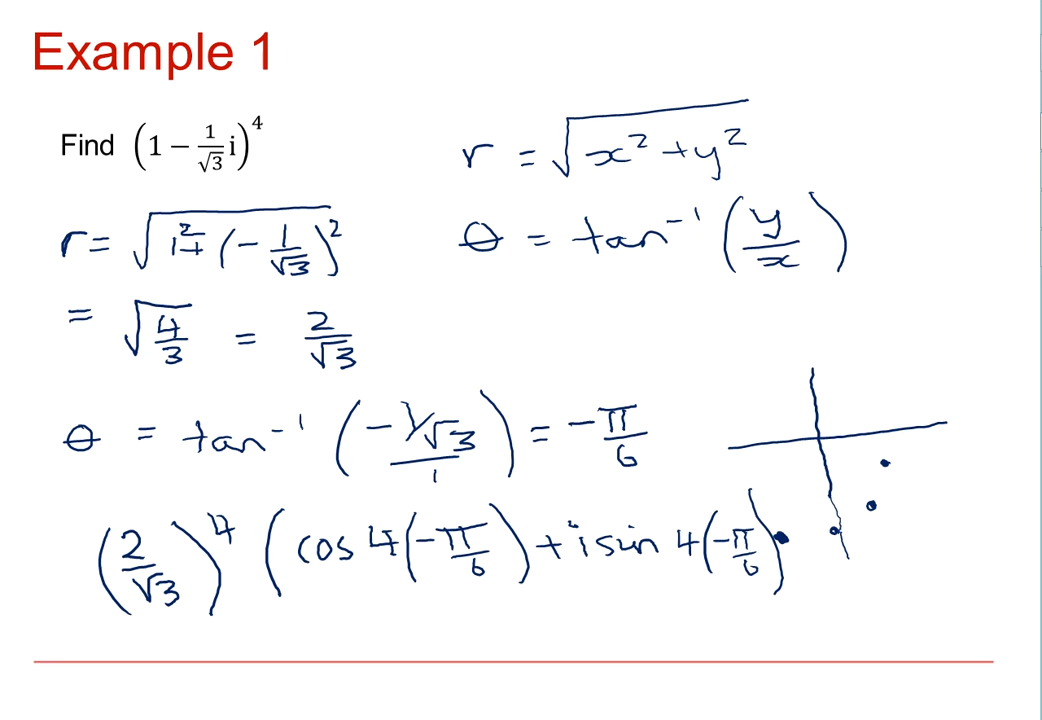 Example 1
Find (1 − 1/√3 i)^4
r = √(x² + y²)
θ = tan⁻¹(y/x)
r = √(1² + (−1/√3)²)
= √(4/3) = 2/√3
θ = tan⁻¹((−1/√3)/1) = −π/6
(2/√3)^4 (cos 4(−π/6) + i sin 4(−π/6)